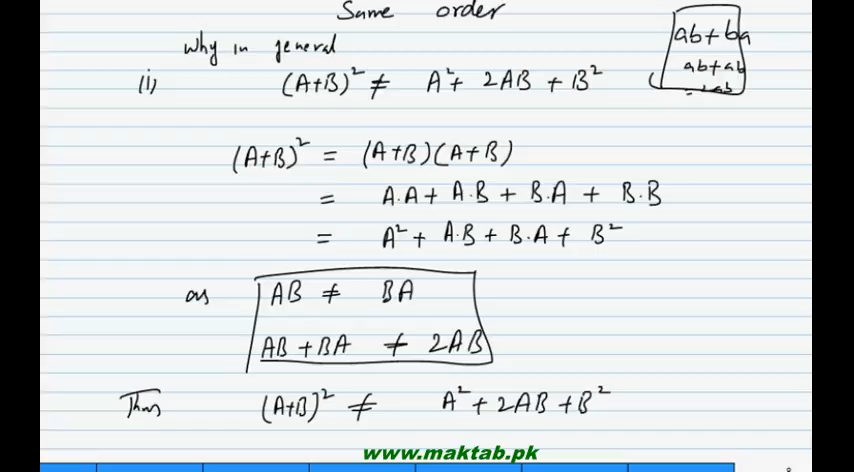 Same order
Why in general
(i) (A+B)² ≠ A² + 2AB + B²
ab + ba
ab + ab
= 2ab
(A+B)² = (A+B)(A+B)
= A.A + A.B + B.A + B.B
= A² + A.B + B.A + B²
as AB ≠ BA
AB + BA ≠ 2AB
Thus (A+B)² ≠ A² + 2AB + B²
www.maktab.pk